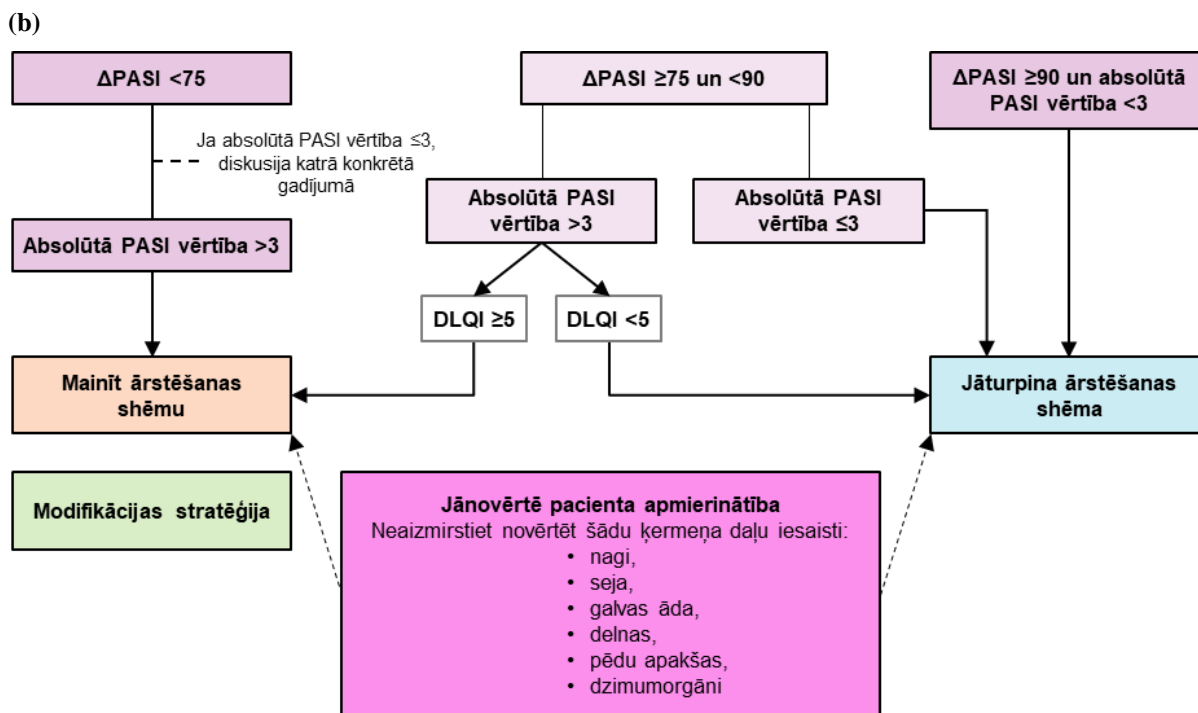 (b)
ΔPASI <75
ΔPASI ≥75 un <90
ΔPASI ≥90 un absolūtā
PASI vērtība <3
Ja absolūtā PASI vērtība ≤3,
diskusija katrā konkrētā
gadījumā
Absolūtā PASI
vērtība >3
Absolūtā PASI
vērtība ≤3
Absolūtā PASI vērtība >3
DLQI ≥5
DLQI <5
Mainīt ārstēšanas
shēmu
Jāturpina ārstēšanas
shēma
Modifikācijas stratēģija
Jānovērtē pacienta apmierinātība
Neaizmirstiet novērtēt šādu ķermeņa daļu iesaisti:
• nagi,
• seja,
• galvas āda,
• delnas,
• pēdu apakšas,
• dzimumorgāni